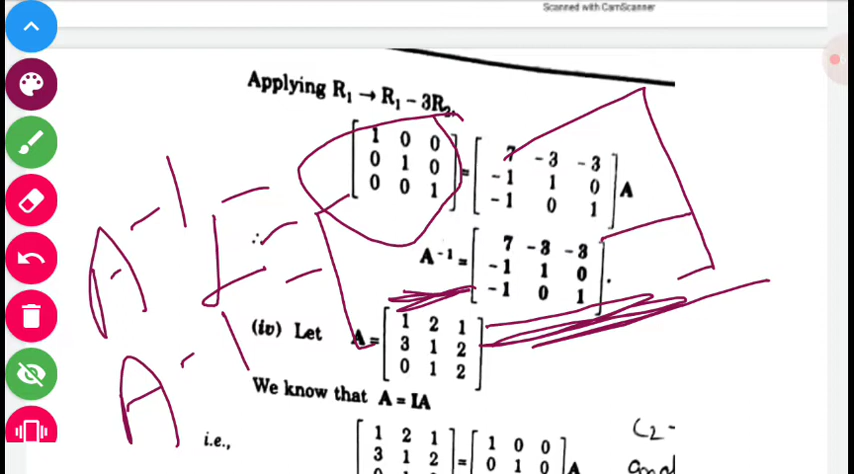 Scanned with CamScanner
Applying R₁ → R₁ – 3R₂.
[1 0 0; 0 1 0; 0 0 1] = [7 -3 -3; -1 1 0; -1 0 1] A
∴ A⁻¹ = [7 -3 -3; -1 1 0; -1 0 1].
(iv) Let A = [1 2 1; 3 1 2; 0 1 2]
We know that A = IA
i.e., [1 2 1; 3 1 2] = [1 0 0; 0 1 0] A
A⁻¹
A⁻¹
C₂-